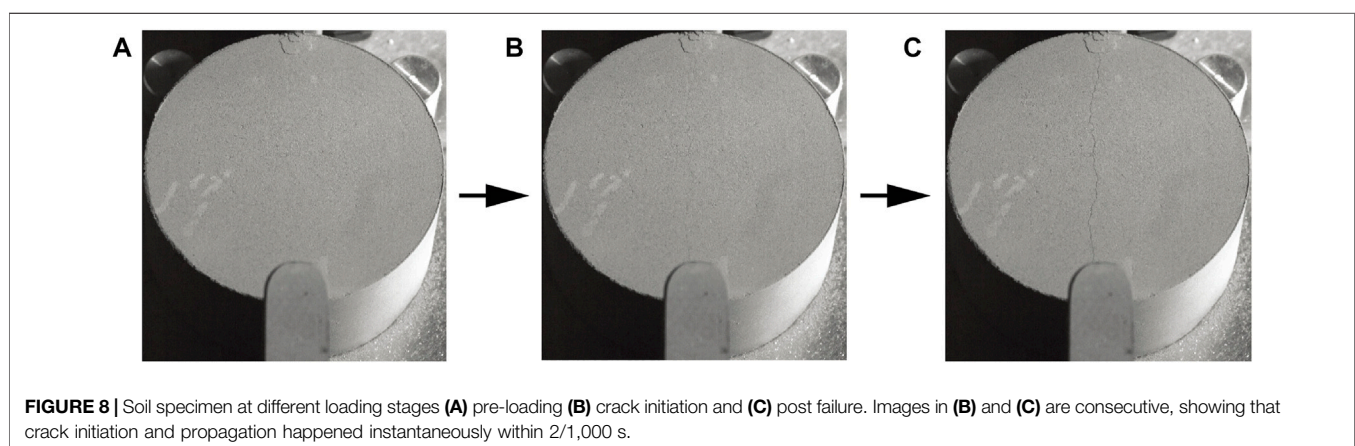 A
B
C
FIGURE 8 | Soil specimen at different loading stages (A) pre-loading (B) crack initiation and (C) post failure. Images in (B) and (C) are consecutive, showing that
crack initiation and propagation happened instantaneously within 2/1,000 s.